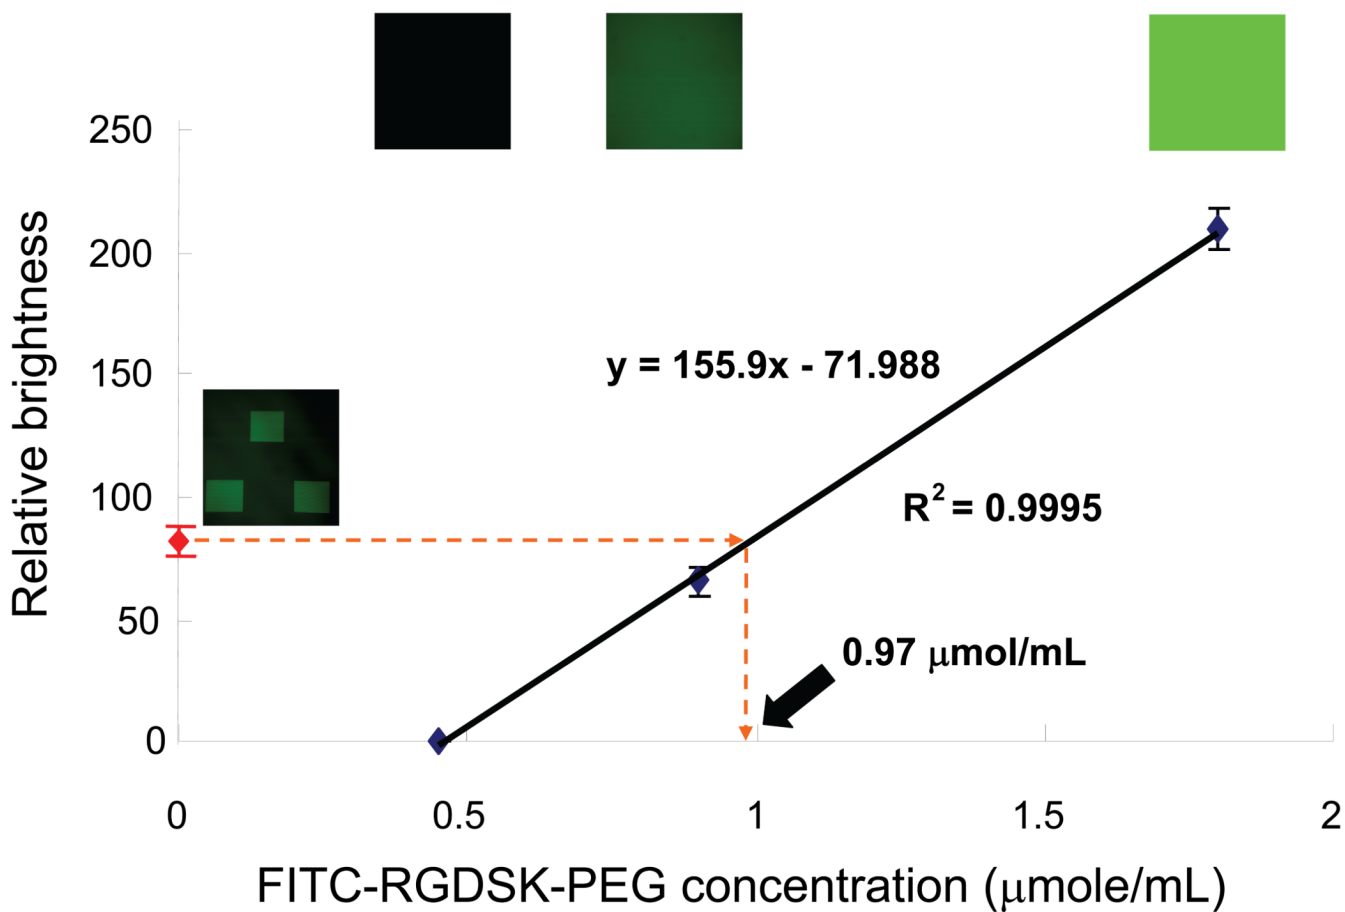 250
200
150
100
50
0
Relative brightness
y = 155.9x - 71.988
R² = 0.9995
0.97 μmol/mL
0 0.5 1 1.5 2
FITC-RGDSK-PEG concentration (μmole/mL)